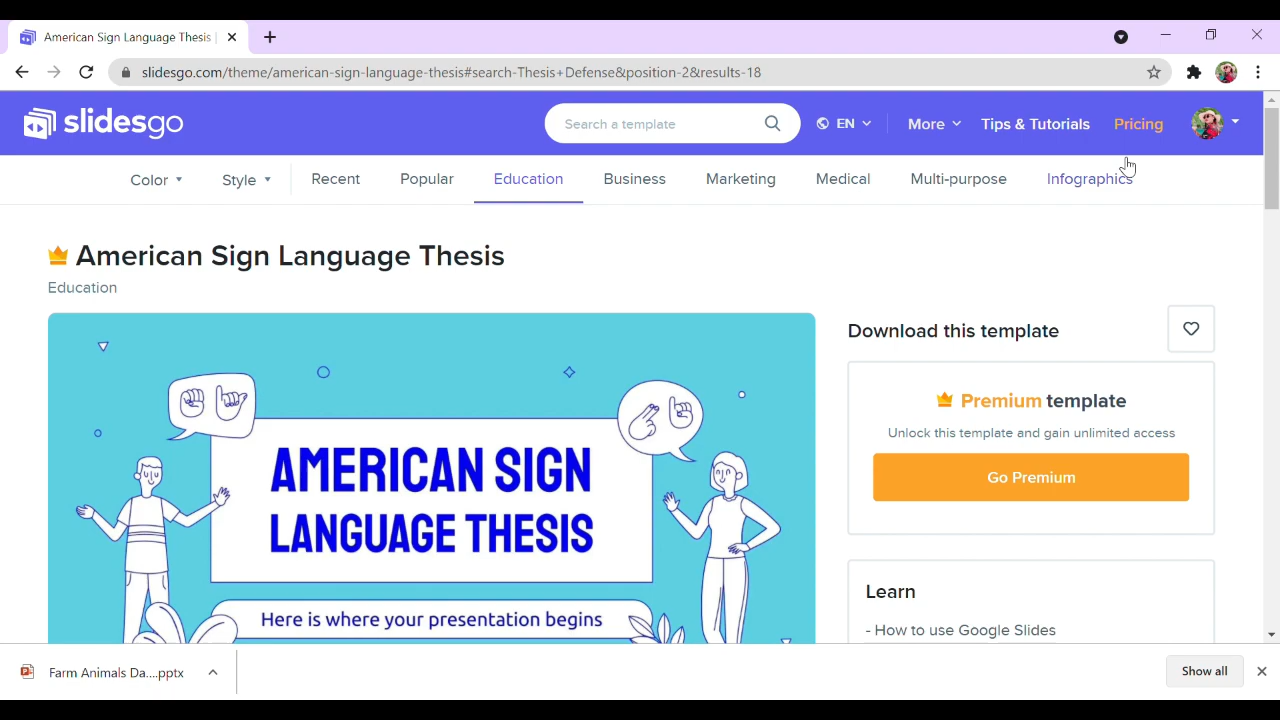 American Sign Language Thesis |
slidesgo.com/theme/american-sign-language-thesis#search-Thesis+Defense&position-2&results-18
slidesgo
Search a template
EN
More
Tips & Tutorials
Pricing
Color
Style
Recent
Popular
Education
Business
Marketing
Medical
Multi-purpose
Infographics
American Sign Language Thesis
Education
AMERICAN SIGN
LANGUAGE THESIS
Here is where your presentation begins
Download this template
Premium template
Unlock this template and gain unlimited access
Go Premium
Learn
- How to use Google Slides
Farm Animals Da....pptx
Show all